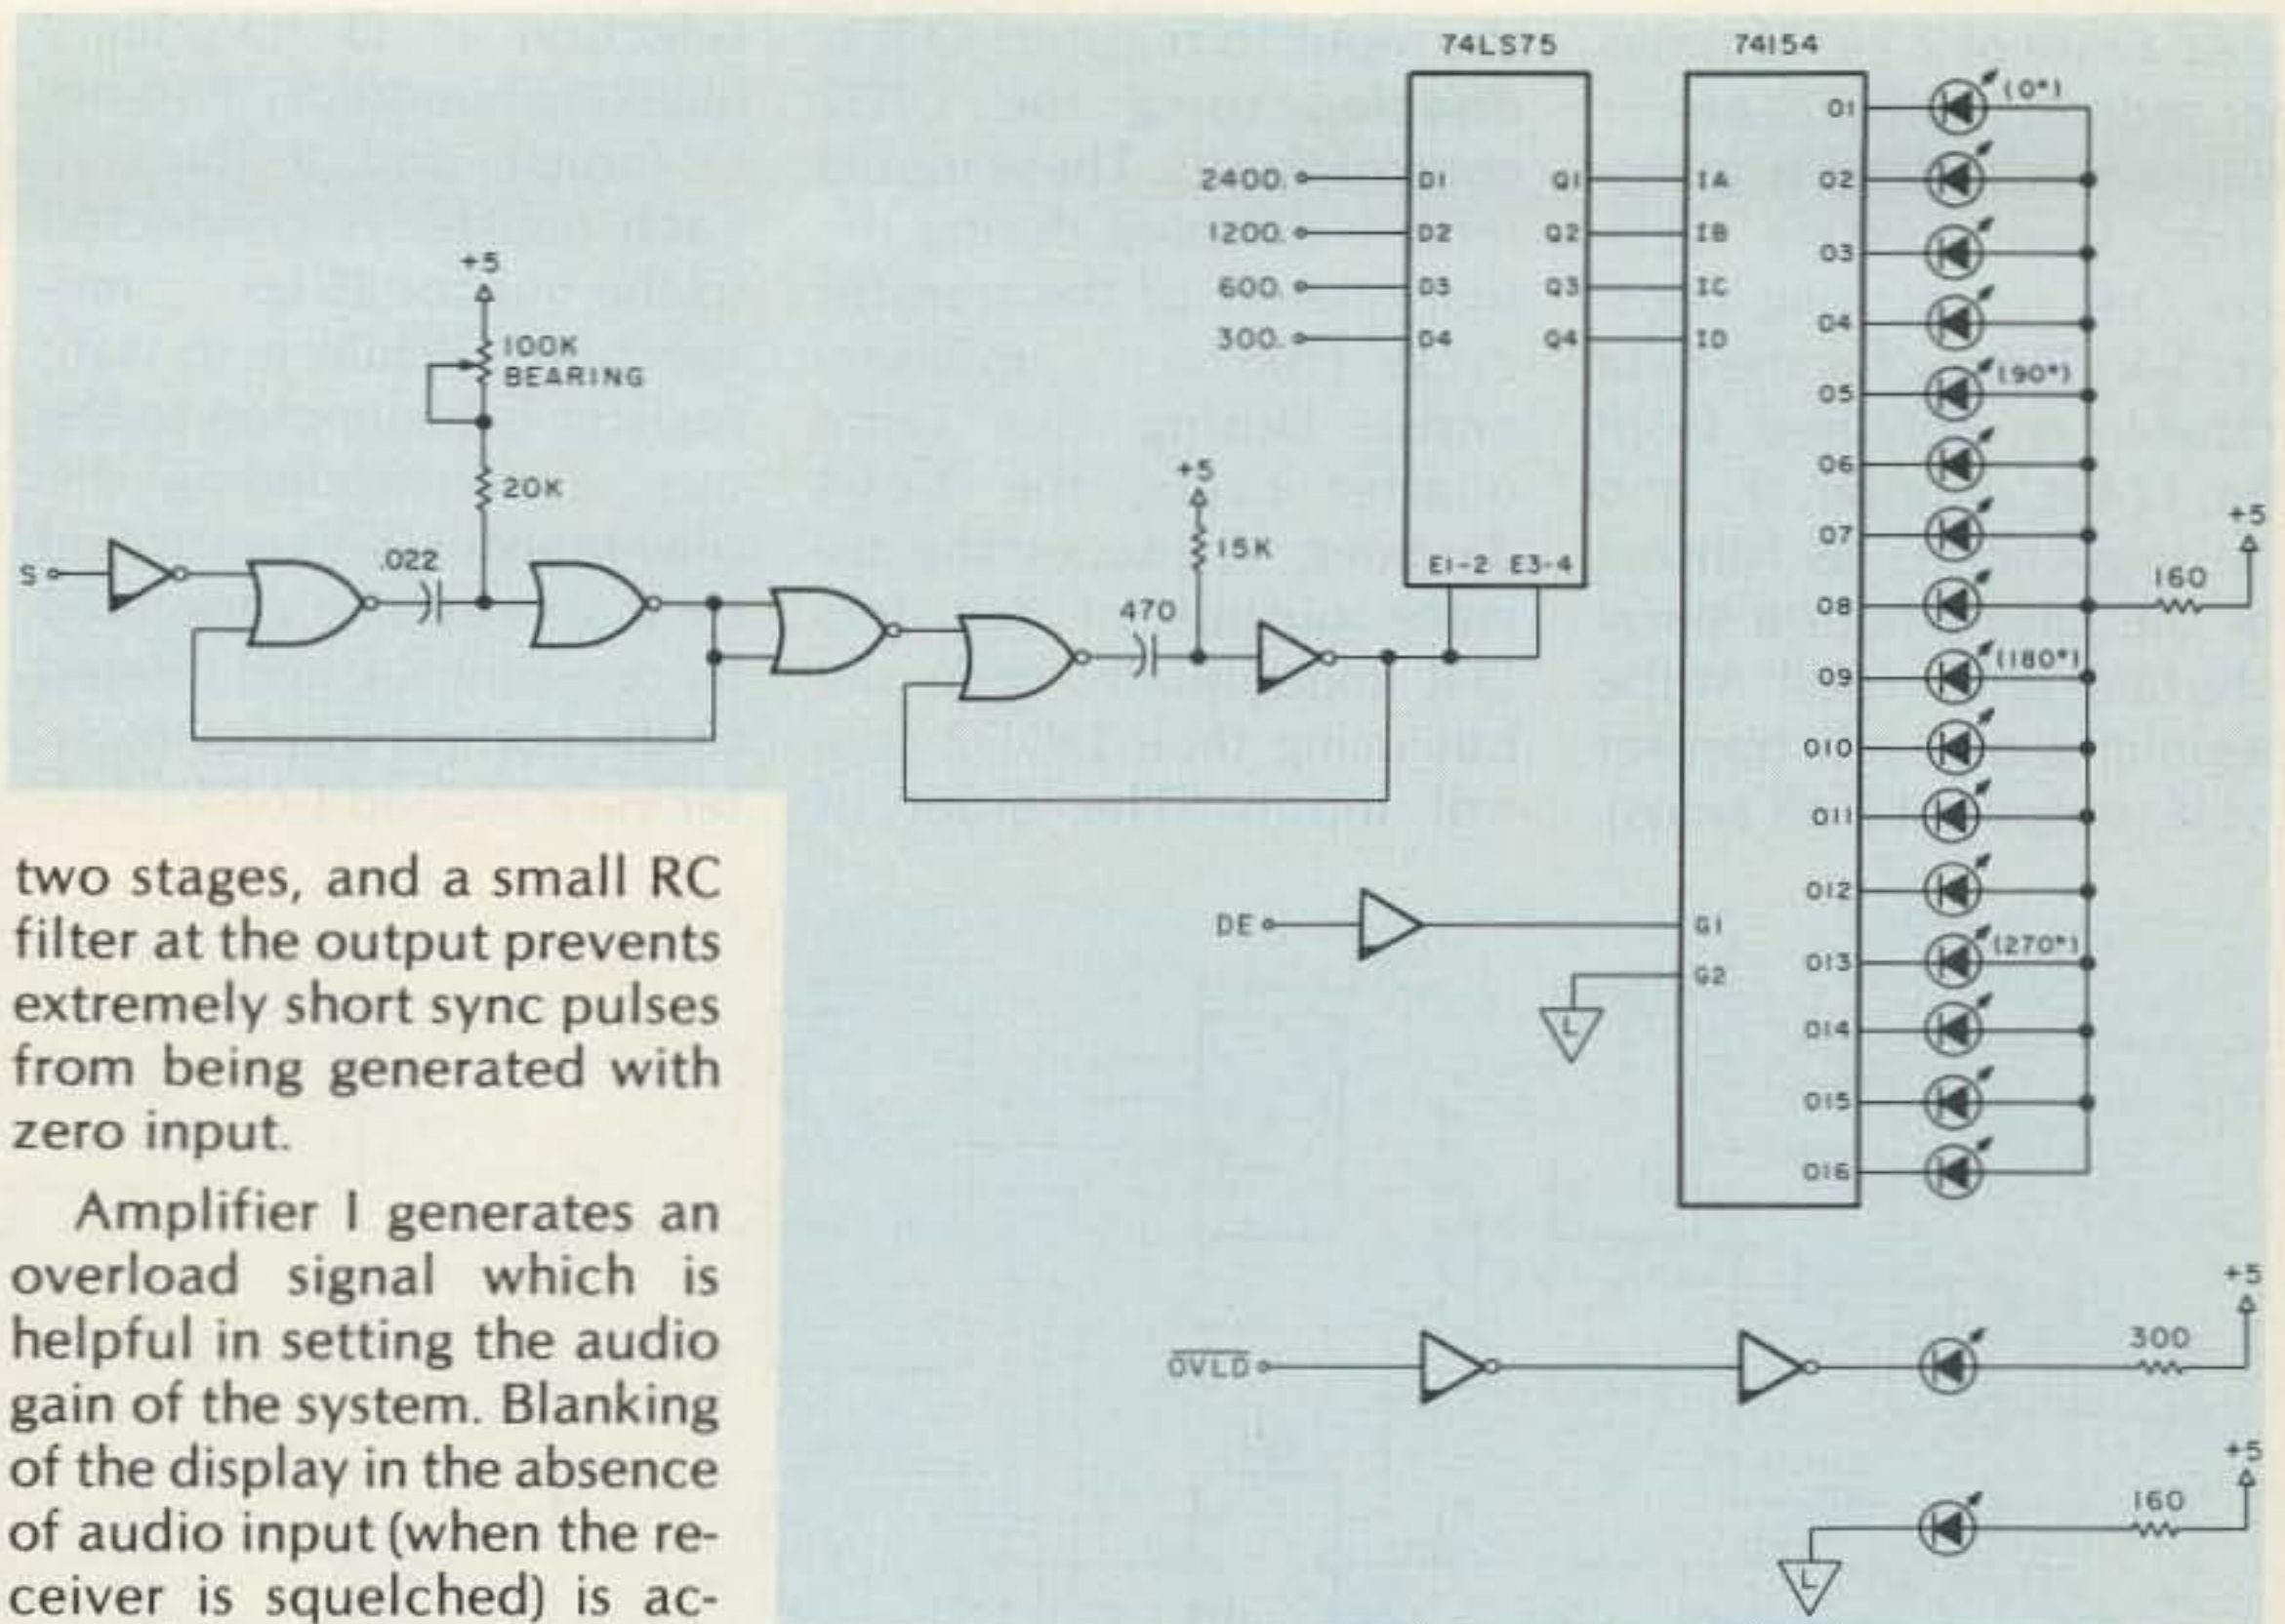 74LS75
74154
O1
(0°)
2400.
D1
Q1
IA
O2
1200.
D2
Q2
IB
O3
600.
D3
Q3
IC
300.
D4
Q4
ID
O4
+5
100K
BEARING
O5
(90°)
20K
O6
+5
15K
O7
+5
E1-2 E3-4
S
.022
470
O8
160
O9
(180°)
O10
O11
O12
DE
G1
O13
(270°)
G2
L
O14
O15
O16
two stages, and a small RC
filter at the output prevents
extremely short sync pulses
from being generated with
zero input.
Amplifier I generates an
overload signal which is
helpful in setting the audio
gain of the system. Blanking
of the display in the absence
of audio input (when the re-
ceiver is squelched) is ac-
+5
OVLD
300
+5
160
L